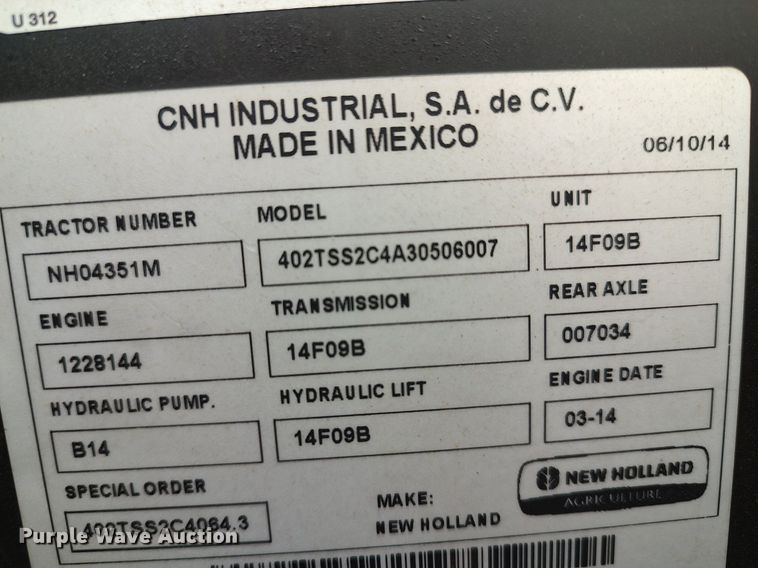 U 312
CNH INDUSTRIAL, S.A. de C.V.
MADE IN MEXICO
06/10/14
TRACTOR NUMBER
MODEL
UNIT
NH04351M
402TSS2C4A30506007
14F09B
ENGINE
TRANSMISSION
REAR AXLE
1228144
14F09B
007034
HYDRAULIC PUMP.
HYDRAULIC LIFT
ENGINE DATE
B14
14F09B
03-14
SPECIAL ORDER
MAKE:
NEW HOLLAND
NEW HOLLAND
AGRICULTURE
400TSS2C4064.3
Purple Wave Auction